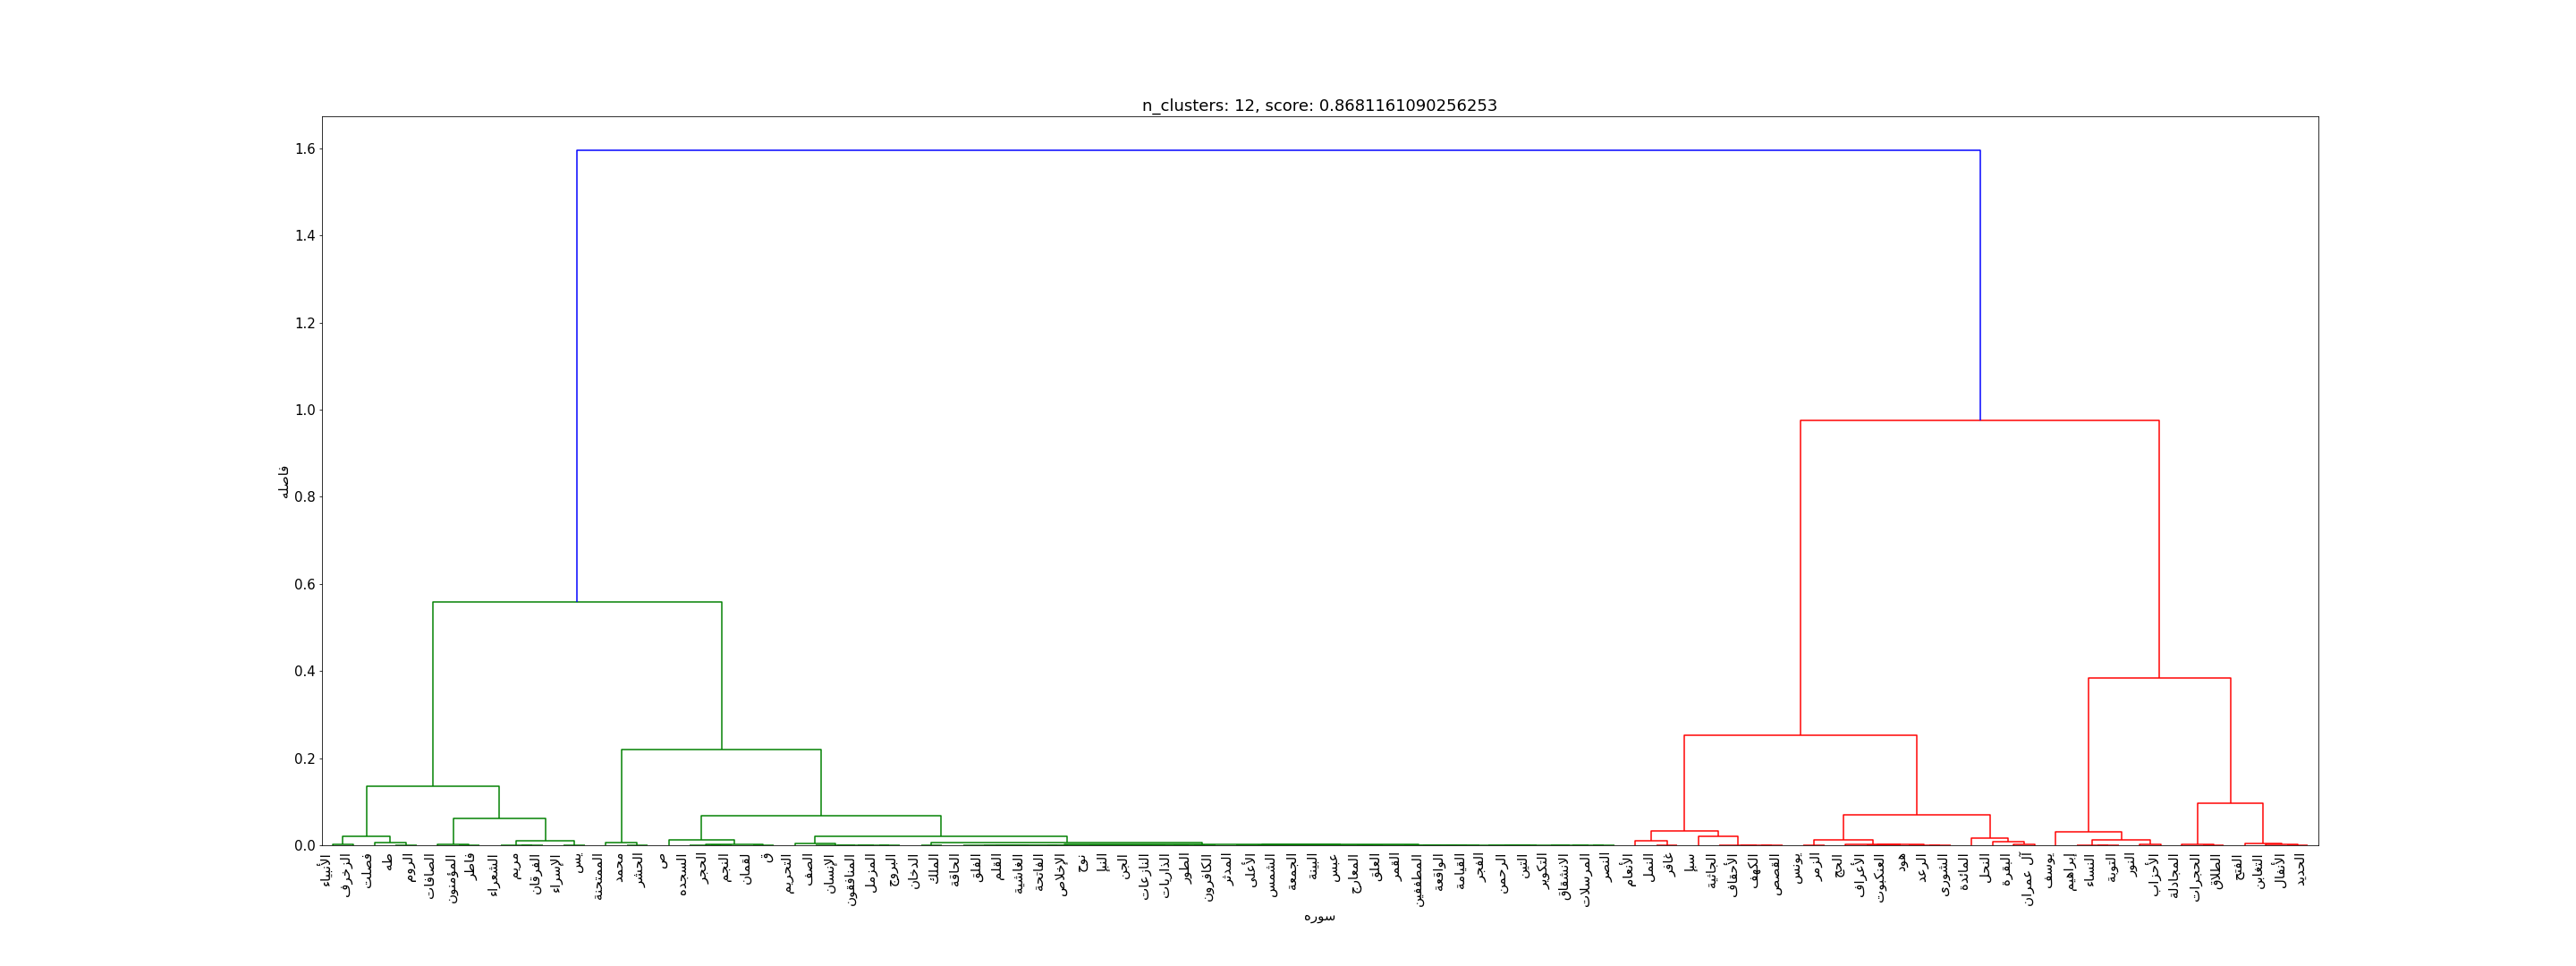 n_clusters: 12, score: 0.8681161090256253
1.6
1.4
1.2
1.0
0.8
0.6
0.4
0.2
0.0
فاصله
الأنبياء
الزخرف
فصلت
طه
الروم
الصافات
المؤمنون
فاطر
الشعراء
مريم
الفرقان
الإسراء
يس
الممتحنة
محمد
الحشر
ص
السجده
الحجر
النجم
لقمان
ق
التحريم
الصف
الإنسان
المنافقون
المزمل
البروج
الدخان
الملك
الحاقة
الفلق
القلم
الغاشية
الفاتحة
الإخلاص
نوح
النبإ
الجن
النازعات
الذاريات
الطور
الكافرون
المدثر
الأعلى
الشمس
الجمعة
البينة
عبس
المعارج
العلق
القمر
المطففين
الواقعة
القيامة
الفجر
الرحمن
التين
التكوير
الانشقاق
المرسلات
النصر
الأنعام
النمل
غافر
سبإ
الجاثية
الأحقاف
الكهف
القصص
يونس
الزمر
الحج
الأعراف
العنكبوت
هود
الرعد
الشورى
المائدة
النحل
البقرة
آل عمران
يوسف
إبراهيم
النساء
التوبة
النور
الأحزاب
المجادلة
الحجرات
الطلاق
الفتح
التغابن
الأنفال
الحديد
سوره